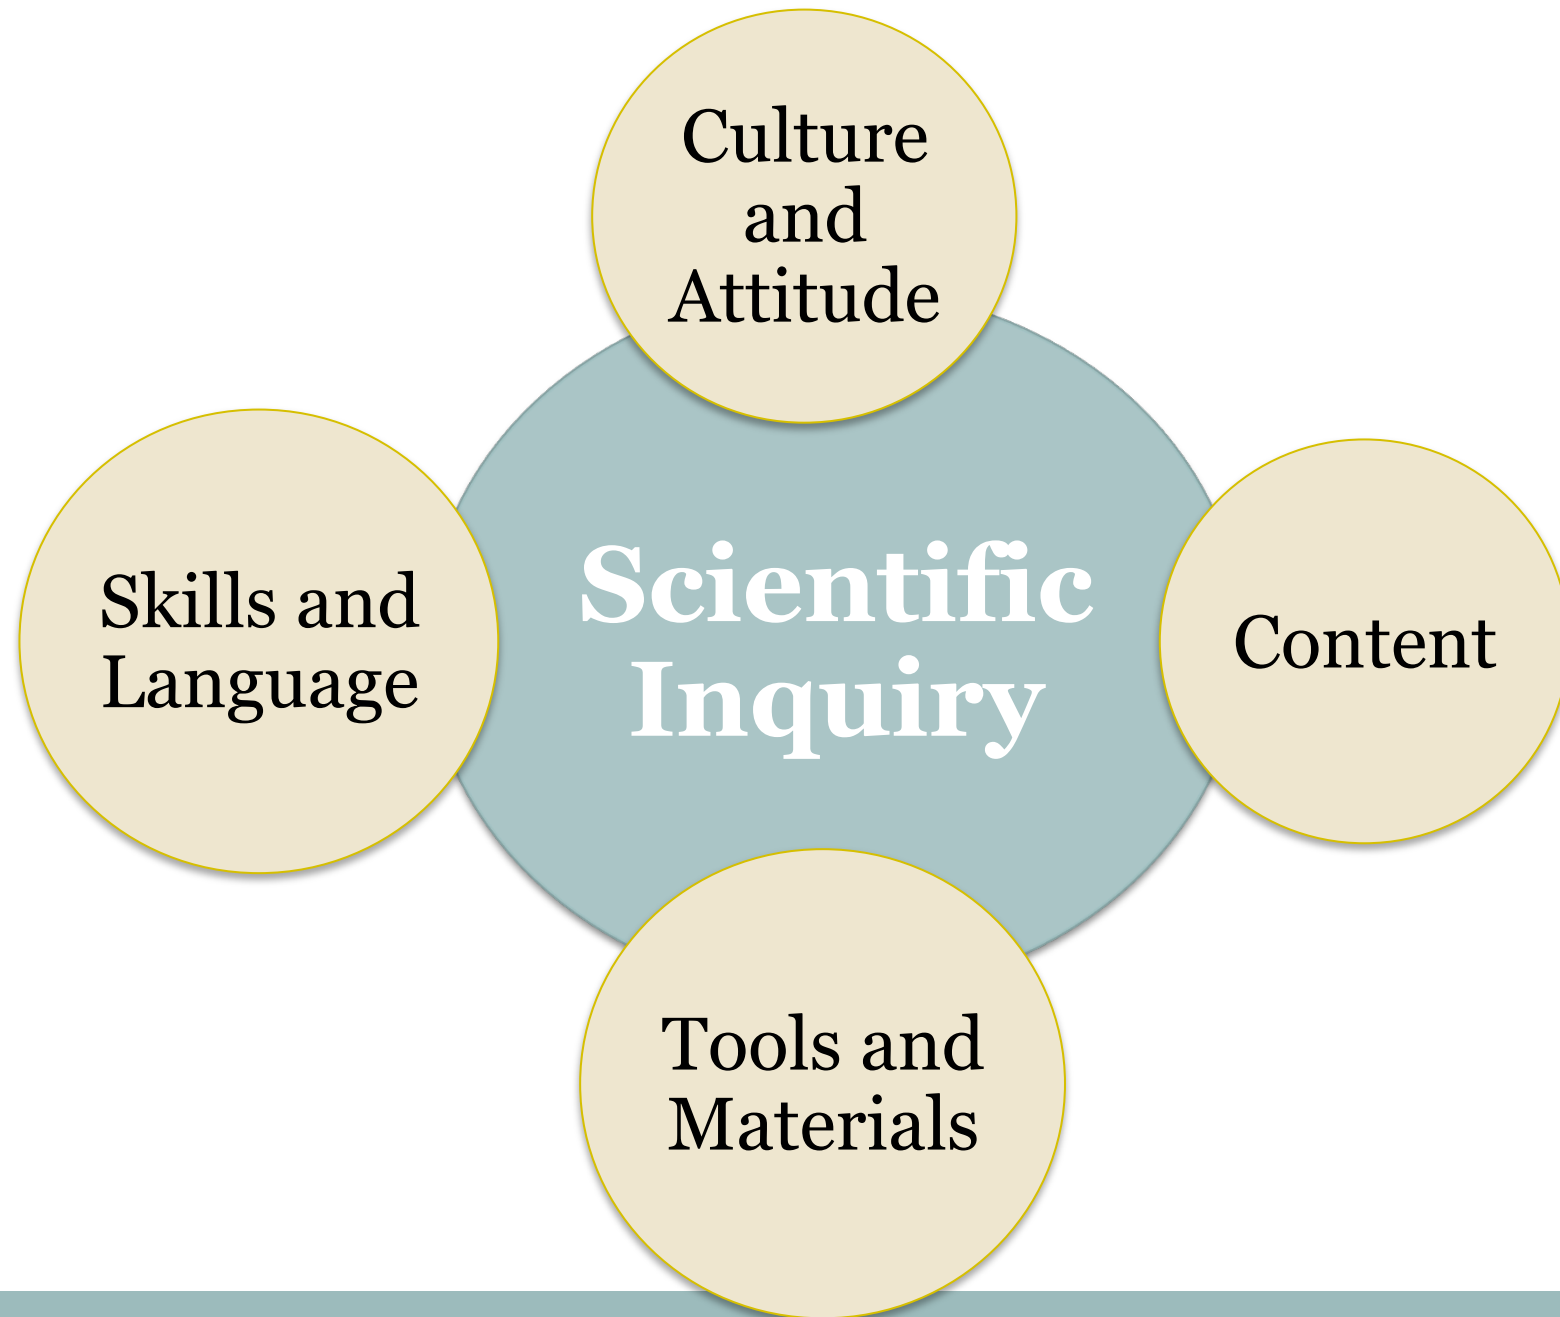 Culture
and
Attitude
Skills and
Language
Scientific
Inquiry
Content
Tools and
Materials